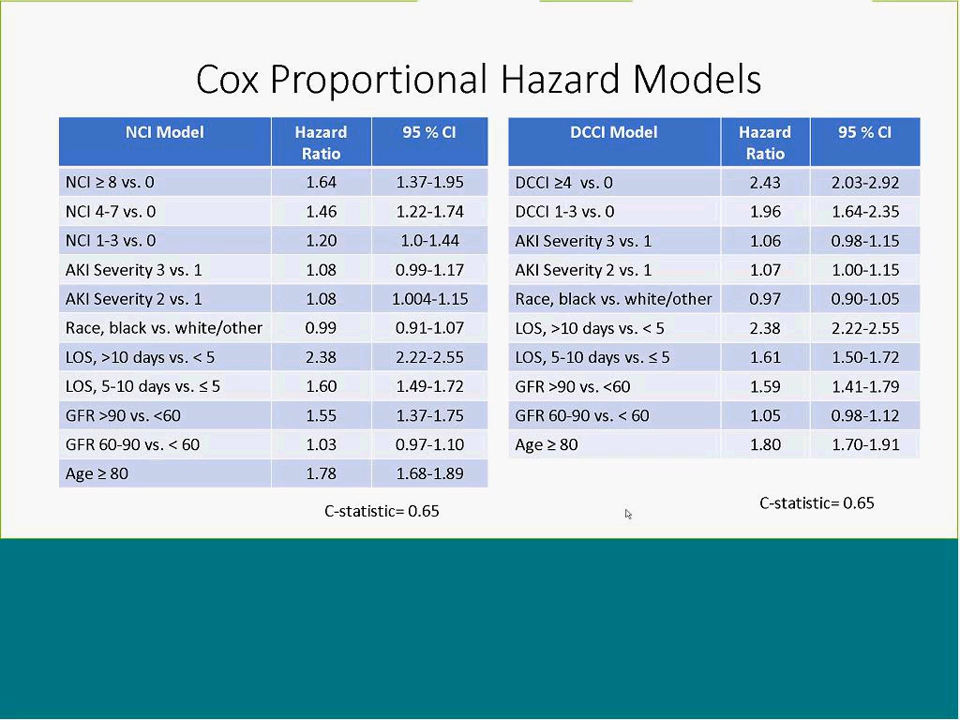 Cox Proportional Hazard Models
NCI Model Hazard Ratio 95 % CI
NCI ≥ 8 vs. 0 1.64 1.37-1.95
NCI 4-7 vs. 0 1.46 1.22-1.74
NCI 1-3 vs. 0 1.20 1.0-1.44
AKI Severity 3 vs. 1 1.08 0.99-1.17
AKI Severity 2 vs. 1 1.08 1.004-1.15
Race, black vs. white/other 0.99 0.91-1.07
LOS, >10 days vs. < 5 2.38 2.22-2.55
LOS, 5-10 days vs. ≤ 5 1.60 1.49-1.72
GFR >90 vs. <60 1.55 1.37-1.75
GFR 60-90 vs. < 60 1.03 0.97-1.10
Age ≥ 80 1.78 1.68-1.89
C-statistic= 0.65
DCCI Model Hazard Ratio 95 % CI
DCCI ≥4 vs. 0 2.43 2.03-2.92
DCCI 1-3 vs. 0 1.96 1.64-2.35
AKI Severity 3 vs. 1 1.06 0.98-1.15
AKI Severity 2 vs. 1 1.07 1.00-1.15
Race, black vs. white/other 0.97 0.90-1.05
LOS, >10 days vs. < 5 2.38 2.22-2.55
LOS, 5-10 days vs. ≤ 5 1.61 1.50-1.72
GFR >90 vs. <60 1.59 1.41-1.79
GFR 60-90 vs. < 60 1.05 0.98-1.12
Age ≥ 80 1.80 1.70-1.91
C-statistic= 0.65